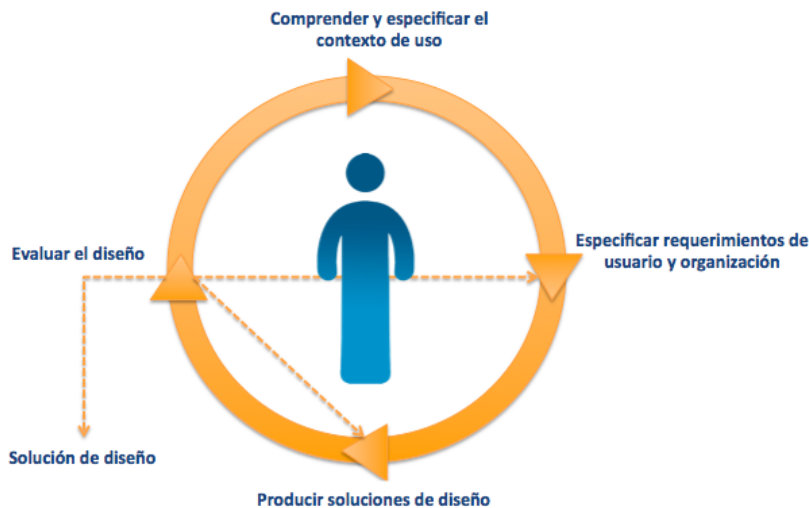 Comprender y especificar el
contexto de uso
Especificar requerimientos de
usuario y organización
Evaluar el diseño
Solución de diseño
Producir soluciones de diseño